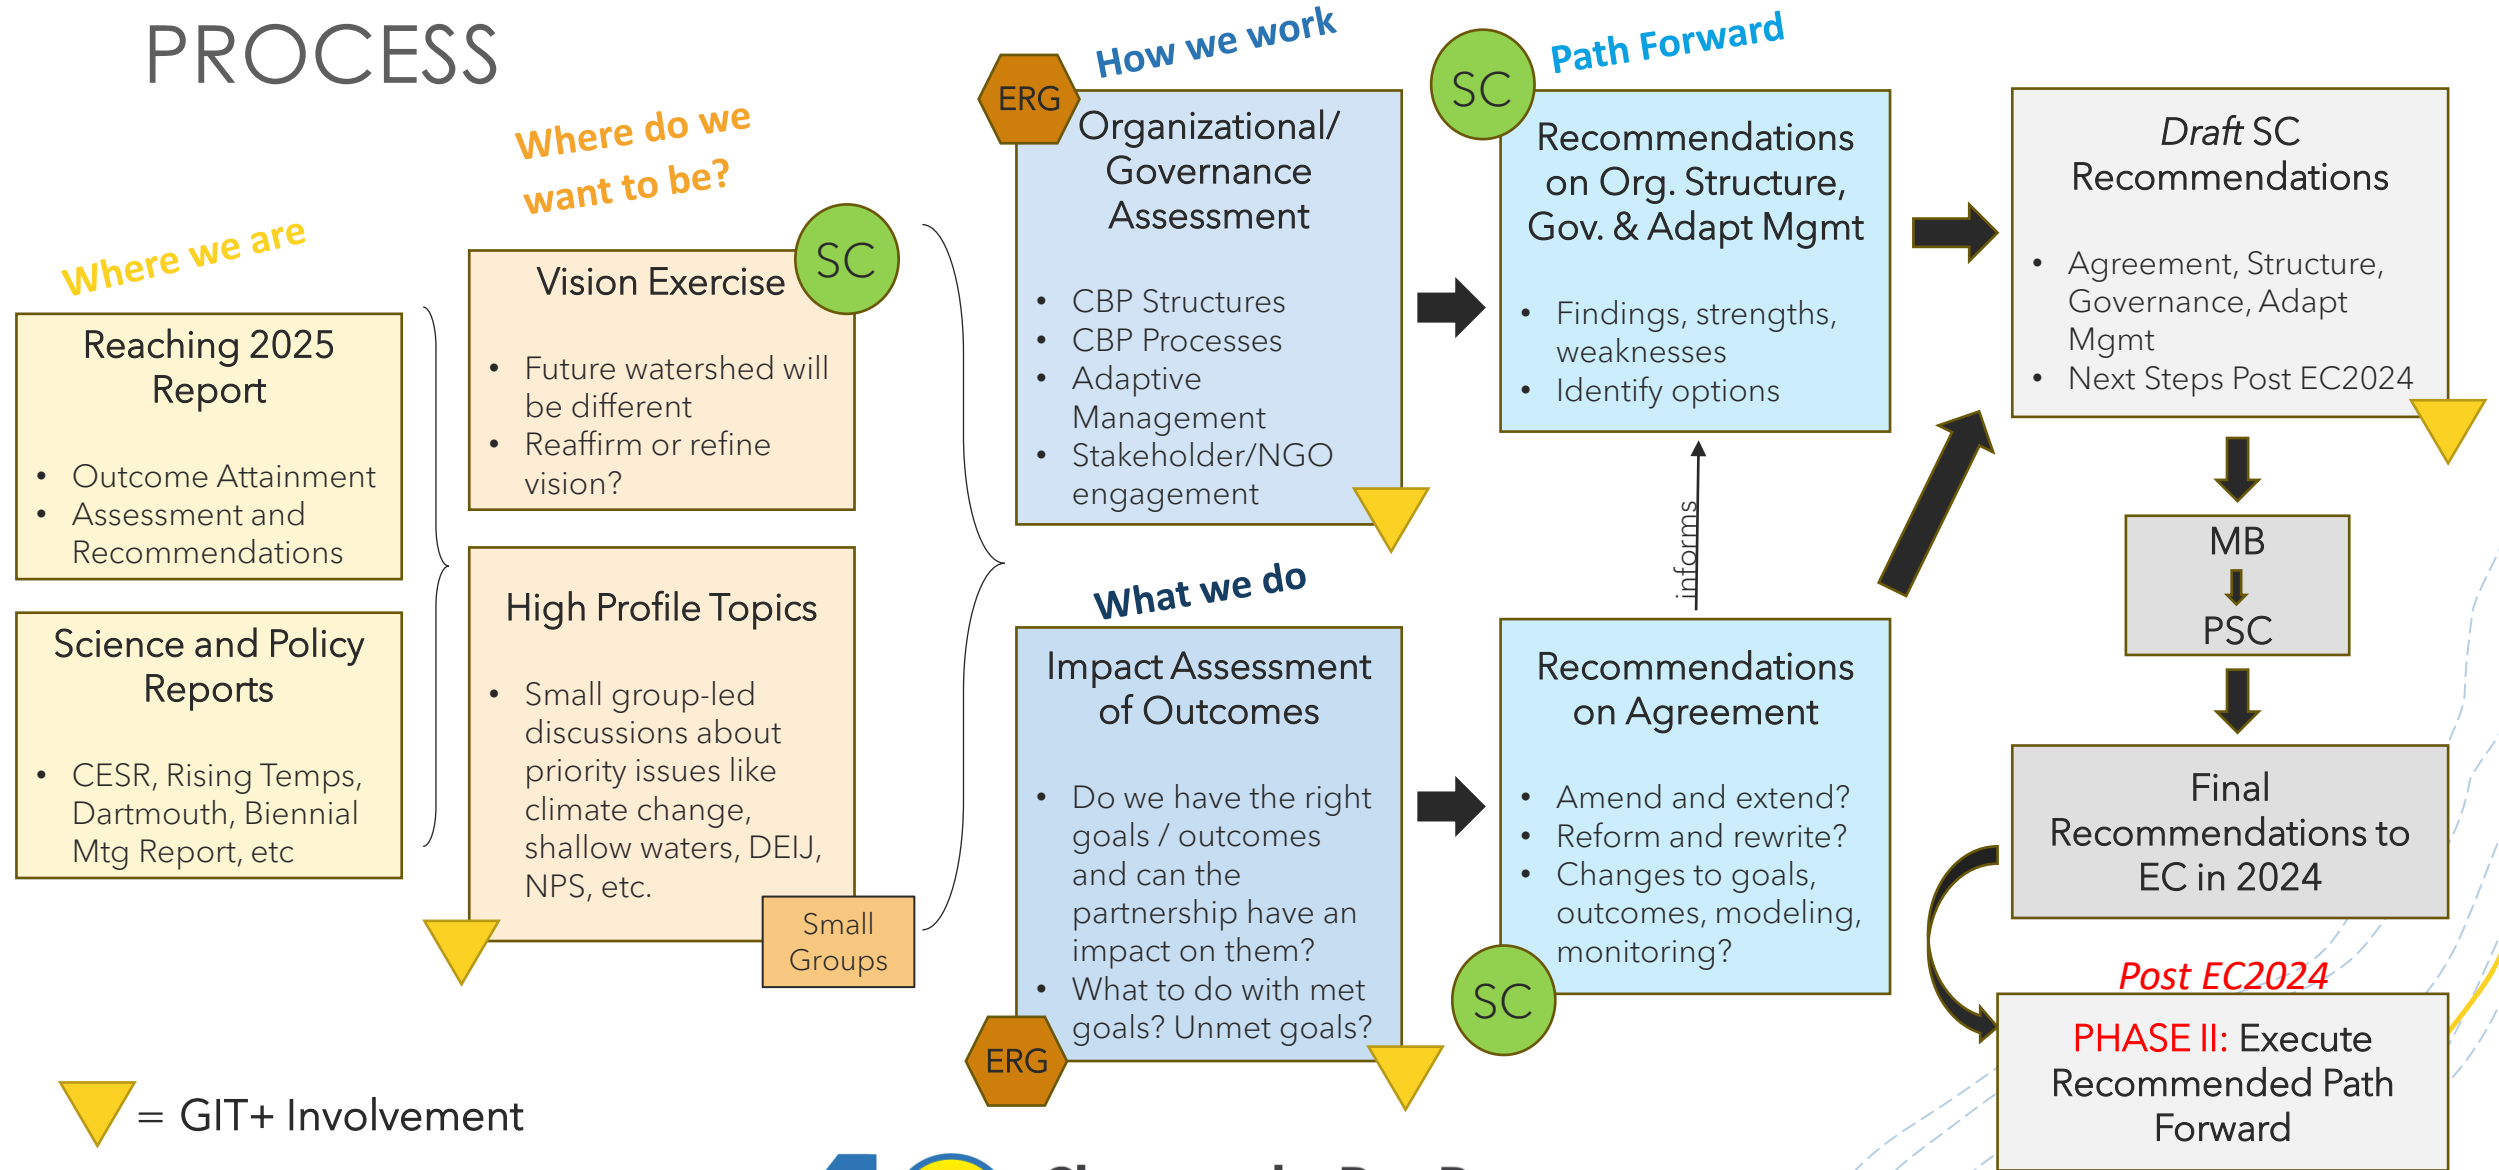 PROCESS
Where we are
Reaching 2025
Report
• Outcome Attainment
• Assessment and
Recommendations
Science and Policy
Reports
• CESR, Rising Temps,
Dartmouth, Biennial
Mtg Report, etc
Where do we
want to be?
SC
Vision Exercise
• Future watershed will
be different
• Reaffirm or refine
vision?
High Profile Topics
• Small group-led
discussions about
priority issues like
climate change,
shallow waters, DEIJ,
NPS, etc.
Small
Groups
How we work
ERG
Organizational/
Governance
Assessment
• CBP Structures
• CBP Processes
• Adaptive
Management
• Stakeholder/NGO
engagement
What we do
Impact Assessment
of Outcomes
• Do we have the right
goals / outcomes
and can the
partnership have an
impact on them?
• What to do with met
goals? Unmet goals?
ERG
Path Forward
SC
Recommendations
on Org. Structure,
Gov. & Adapt Mgmt
• Findings, strengths,
weaknesses
• Identify options
informs
Recommendations
on Agreement
• Amend and extend?
• Reform and rewrite?
• Changes to goals,
outcomes, modeling,
monitoring?
SC
Draft SC
Recommendations
• Agreement, Structure,
Governance, Adapt
Mgmt
• Next Steps Post EC2024
MB
PSC
Final
Recommendations to
EC in 2024
Post EC2024
PHASE II: Execute
Recommended Path
Forward
= GIT+ Involvement